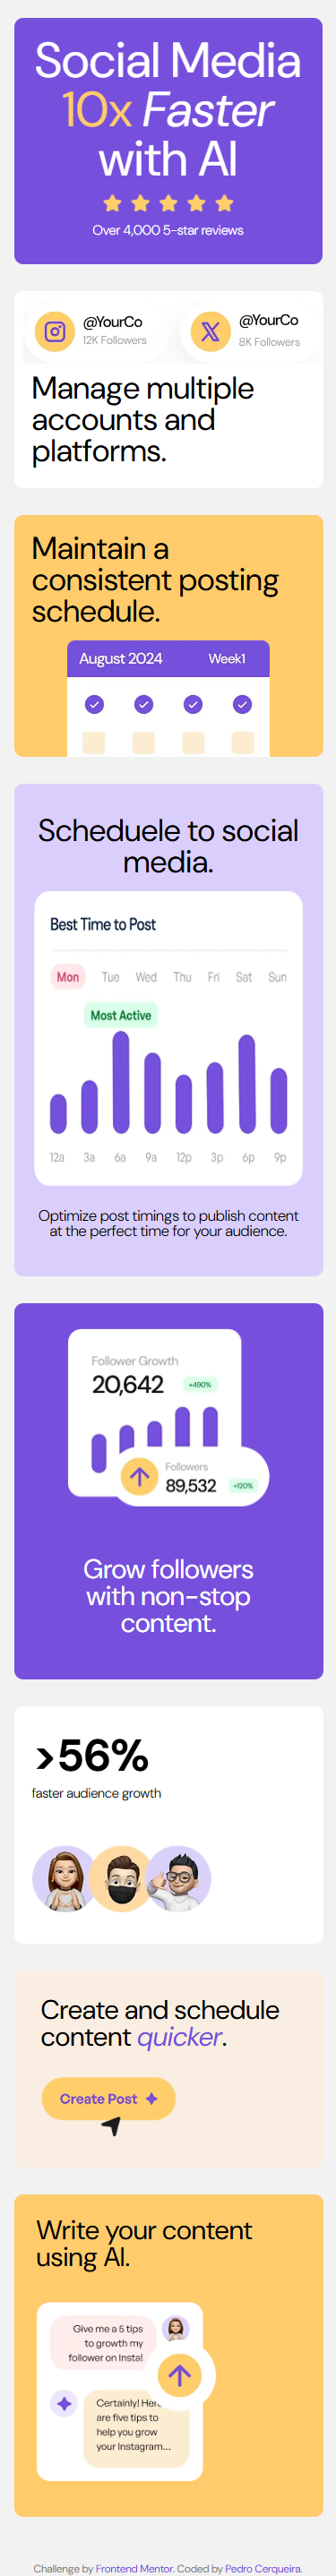 Social Media
10x Faster
with AI
Over 4,000 5-star reviews
@YourCo
12K Followers
@YourCo
8K Followers
Manage multiple
accounts and
platforms.
Maintain a
consistent posting
schedule.
August 2024 Week1
Scheduele to social
media.
Best Time to Post
Mon Tue Wed Thu Fri Sat Sun
Most Active
12a 3a 6a 9a 12p 3p 6p 9p
Optimize post timings to publish content
at the perfect time for your audience.
Follower Growth
20,642 +490%
Followers
89,532 +120%
Grow followers
with non-stop
content.
>56%
faster audience growth
Create and schedule
content quicker.
Create Post
Write your content
using AI.
Give me a 5 tips
to growth my
follower on Insta!
Certainly! Here
are five tips to
help you grow
your Instagram...
Challenge by Frontend Mentor. Coded by Pedro Cerqueira.